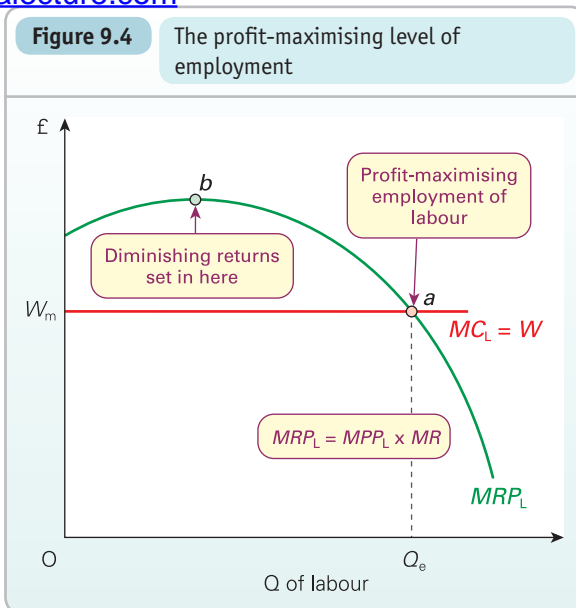 Figure 9.4
The profit-maximising level of
employment
£
b
Profit-maximising
employment of
labour
Diminishing returns
set in here
a
Wm
MCL = W
MRPL = MPPL x MR
MRPL
O
Qe
Q of labour